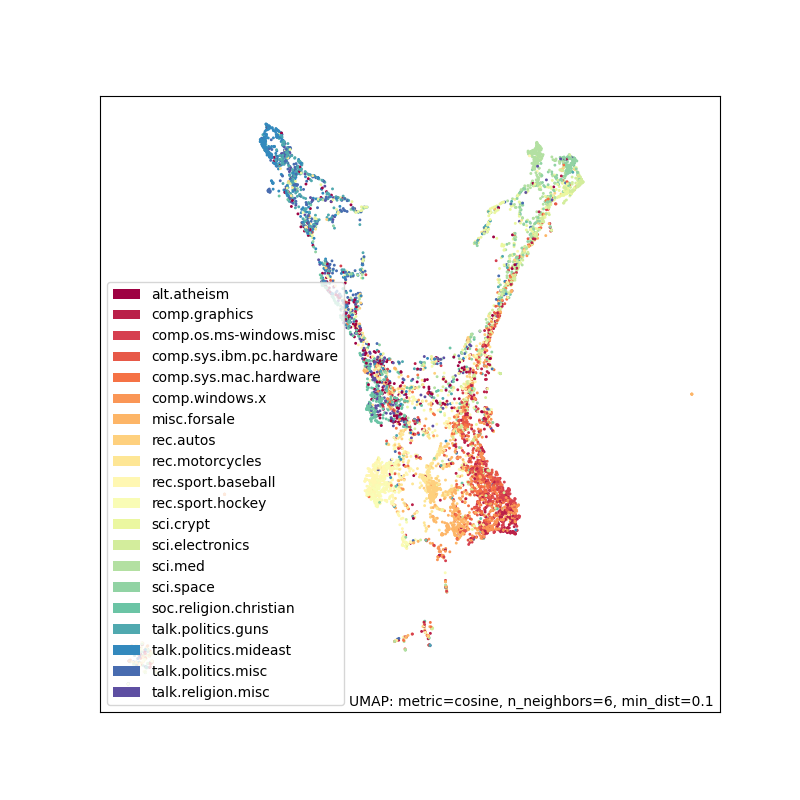 alt.atheism
comp.graphics
comp.os.ms-windows.misc
comp.sys.ibm.pc.hardware
comp.sys.mac.hardware
comp.windows.x
misc.forsale
rec.autos
rec.motorcycles
rec.sport.baseball
rec.sport.hockey
sci.crypt
sci.electronics
sci.med
sci.space
soc.religion.christian
talk.politics.guns
talk.politics.mideast
talk.politics.misc
talk.religion.misc
UMAP: metric=cosine, n_neighbors=6, min_dist=0.1